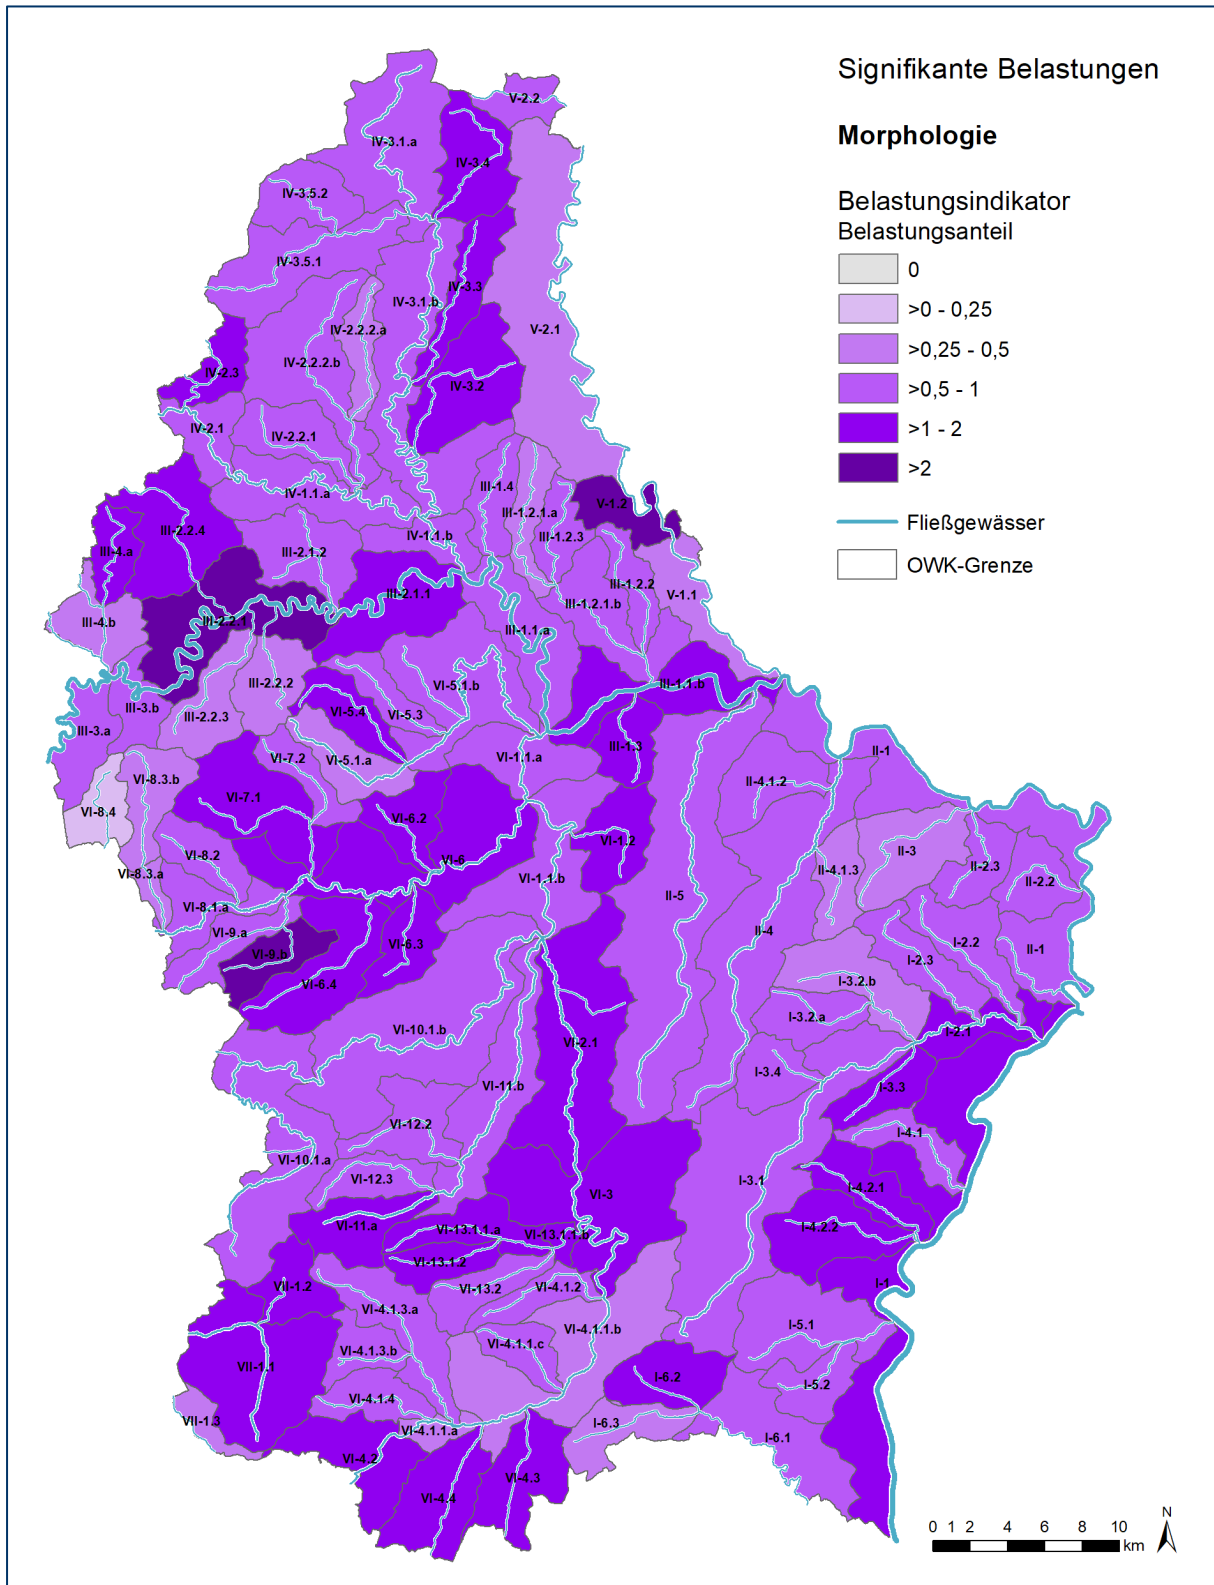 Signifikante Belastungen
Morphologie
Belastungsindikator
Belastungsanteil
0
>0 - 0,25
>0,25 - 0,5
>0,5 - 1
>1 - 2
>2
Fließgewässer
OWK-Grenze
V-2.2
IV-3.1.a
IV-3.4
IV-3.5.2
IV-3.5.1
IV-3.3
IV-3.1.b
IV-2.2.2.a
V-2.1
IV-2.2.2.b
IV-2.3
IV-3.2
IV-2.1
IV-2.2.1
III-1.4
IV-1.1.a
V-1.2
III-1.2.1.a
III-2.2.4
IV-1.1.b
III-1.2.3
III-4.a
III-2.1.2
III-1.2.2
III-2.1.1
V-1.1
III-1.2.1.b
III-4.b
III-2.2.1
III-1.1.a
III-2.2.2
III-1.1.b
VI-5.1.b
III-3.b
VI-5.4
VI-5.3
III-2.2.3
III-3.a
III-1.3
II-1
VI-7.2
VI-5.1.a
VI-1.1.a
VI-8.3.b
II-4.1.2
VI-7.1
VI-8.4
VI-6.2
VI-1.2
II-3
VI-8.2
VI-6
II-2.3
VI-8.3.a
II-4.1.3
VI-1.1.b
II-2.2
II-5
VI-8.1.a
II-4
VI-9.a
I-2.2
VI-6.3
II-1
VI-9.b
I-2.3
VI-6.4
I-3.2.b
I-3.2.a
VI-10.1.b
I-2.1
VI-2.1
I-3.4
VI-11.b
I-3.3
VI-12.2
I-4.1
VI-10.1.a
VI-12.3
I-3.1
I-4.2.1
VI-3
VI-11.a
I-4.2.2
VI-13.1.1.a
VI-13.1.1.b
VI-13.1.2
VII-1.2
I-1
VI-13.2
VI-4.1.2
VI-4.1.3.a
I-5.1
VI-4.1.1.b
VI-4.1.1.c
VI-4.1.3.b
VII-1.1
I-6.2
I-5.2
VI-4.1.4
VII-1.3
I-6.3
VI-4.1.1.a
I-6.1
VI-4.2
VI-4.3
VI-4.4
0 1 2 4 6 8 10
km
N